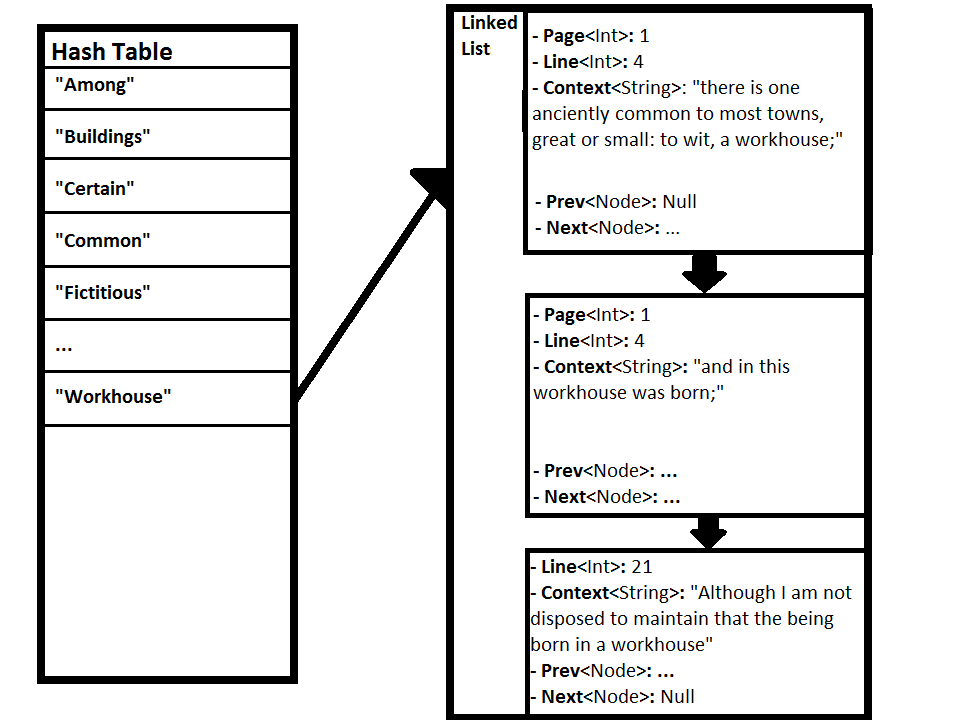 Hash Table
"Among"
"Buildings"
"Certain"
"Common"
"Fictitious"
...
"Workhouse"
Linked
List
- Page<Int>: 1
- Line<Int>: 4
- Context<String>: "there is one
anciently common to most towns,
great or small: to wit, a workhouse;"
- Prev<Node>: Null
- Next<Node>: ...
- Page<Int>: 1
- Line<Int>: 4
- Context<String>: "and in this
workhouse was born;"
- Prev<Node>: ...
- Next<Node>: ...
- Line<Int>: 21
- Context<String>: "Although I am not
disposed to maintain that the being
born in a workhouse"
- Prev<Node>: ...
- Next<Node>: Null